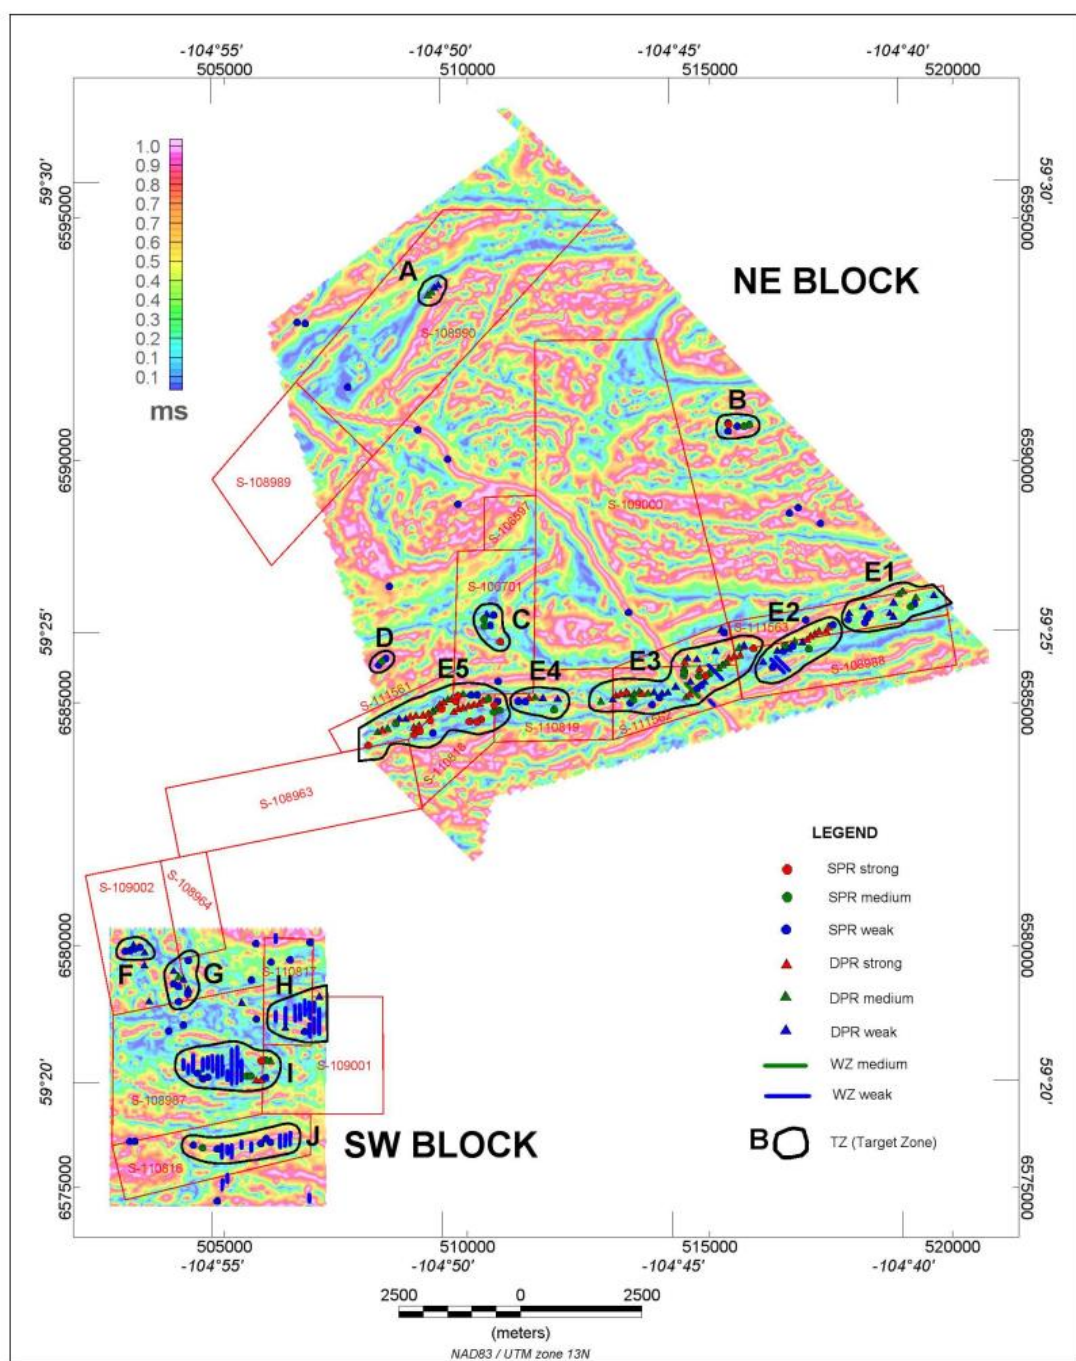 -104°55' -104°50' -104°45' -104°40'
505000 510000 515000 520000
59°30' 59°30'
6595000 6595000
1.0
0.9
0.8
0.7
0.6
0.5
0.4
0.3
0.2
0.1
0.1
ms
A
NE BLOCK
S-108990
B
6590000 6590000
S-108989
S-109000
S-106597
S-106701
E1
59°25' 59°25'
C
E2
S-111563
D
E5
E4
E3
S-108988
6585000 6585000
S-111561
S-110819
S-111562
S-110818
S-108963
LEGEND
SPR strong
SPR medium
SPR weak
DPR strong
DPR medium
DPR weak
WZ medium
WZ weak
B TZ (Target Zone)
S-109002
S-108964
6580000 6580000
F
G
S-110817
H
59°20' 59°20'
I
S-109001
S-108987
J
SW BLOCK
S-110816
6575000 6575000
505000 510000 515000 520000
-104°55' -104°50' -104°45' -104°40'
2500 0 2500
(meters)
NAD83 / UTM zone 13N